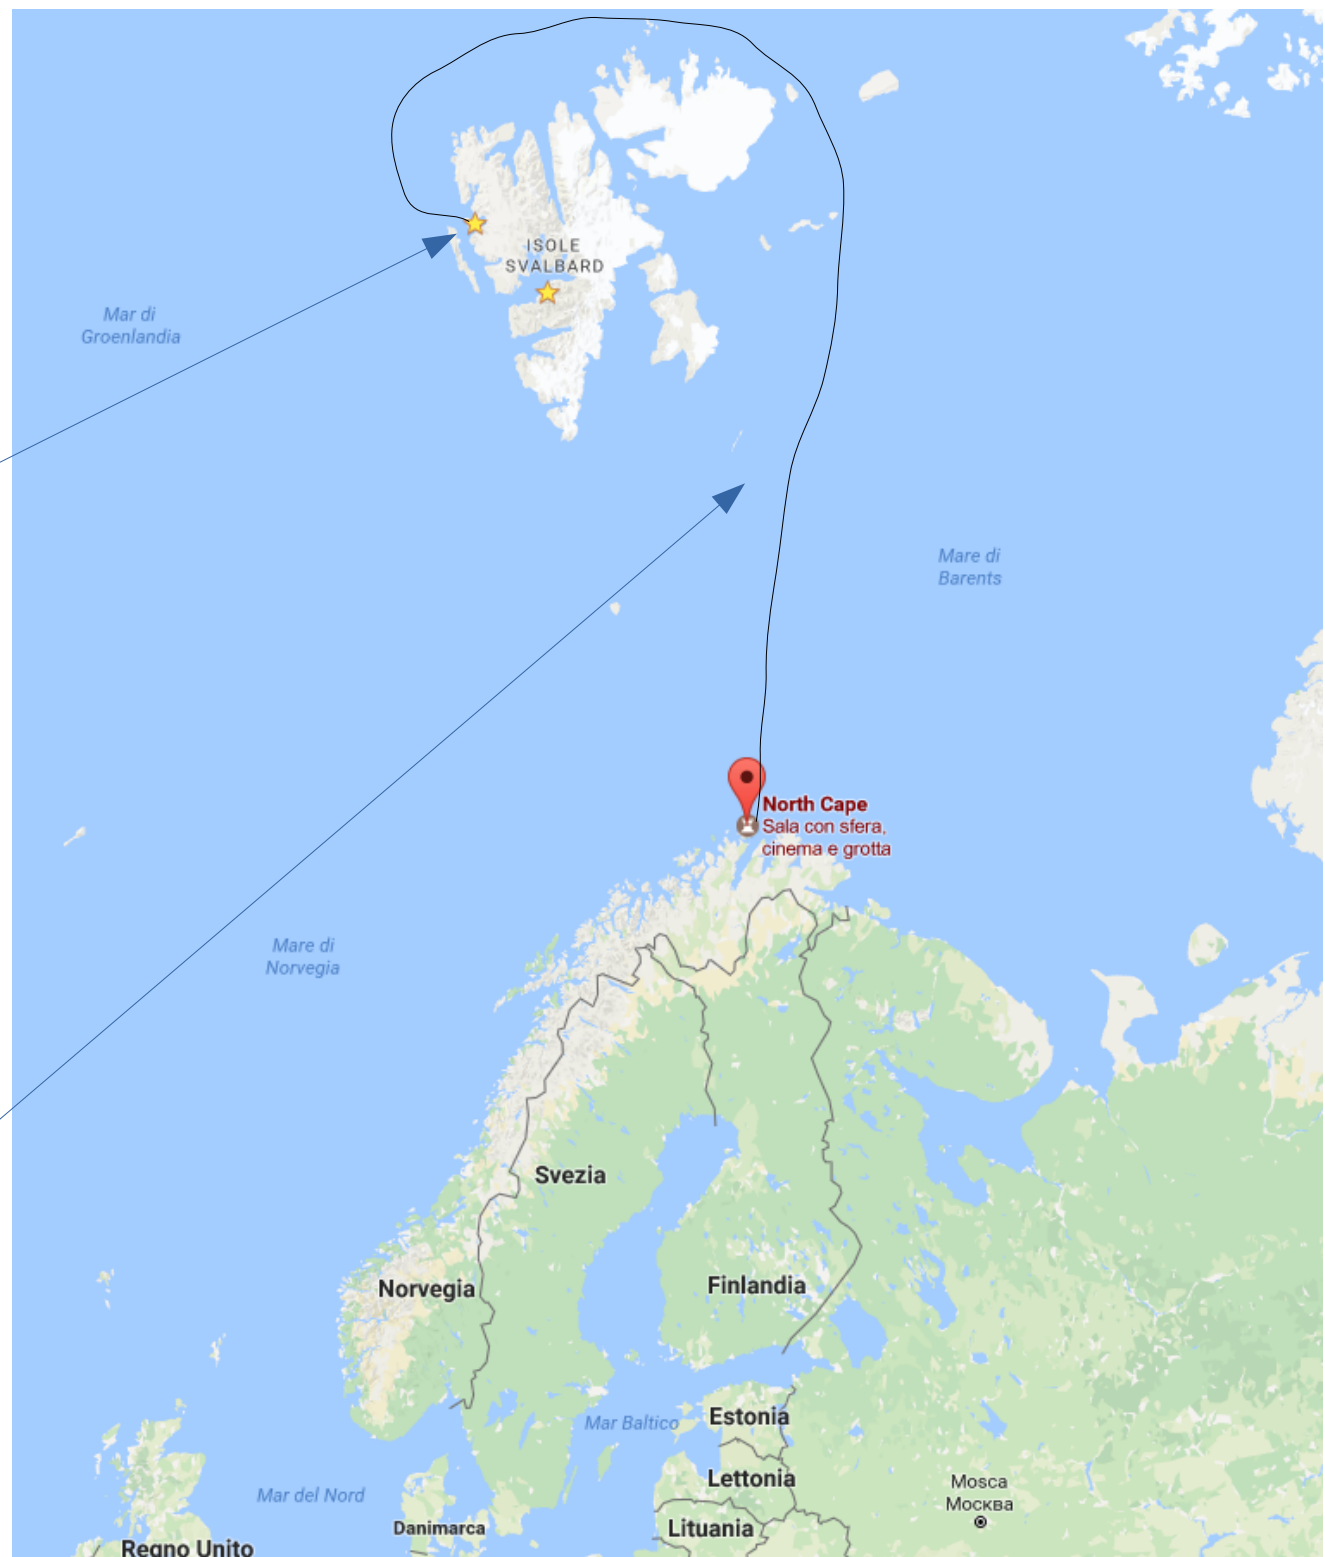 ISOLE
SVALBARD
Mar di
Groenlandia
Mare di
Barents
North Cape
Sala con sfera,
cinema e grotta
Mare di
Norvegia
Svezia
Norvegia
Finlandia
Mar Baltico
Estonia
Lettonia
Mosca
Москва
Mar del Nord
Danimarca
Lituania
Regno Unito